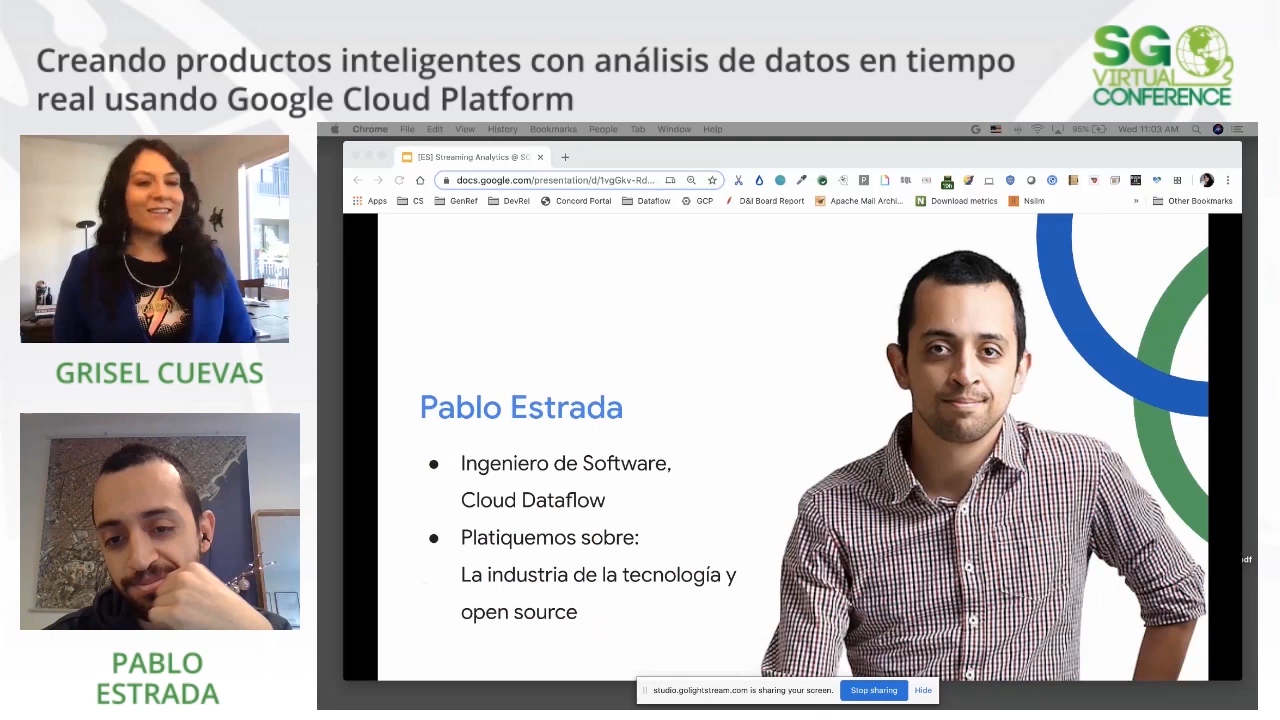 Creando productos inteligentes con análisis de datos en tiempo
real usando Google Cloud Platform
SG
VIRTUAL
CONFERENCE
GRISEL CUEVAS
PABLO
ESTRADA
Chrome File Edit View History Bookmarks People Tab Window Help
95% Wed 11:03 AM
[ES] Streaming Analytics @ SG
docs.google.com/presentation/d/1vgGkv-Rd...
Apps CS GenRef DevRel Concord Portal Dataflow GCP D&I Board Report Apache Mail Archi... Download metrics Nslim » Other Bookmarks
Pablo Estrada
● Ingeniero de Software,
Cloud Dataflow
● Platiquemos sobre:
La industria de la tecnología y
open source
df
studio.golightstream.com is sharing your screen. Stop sharing Hide